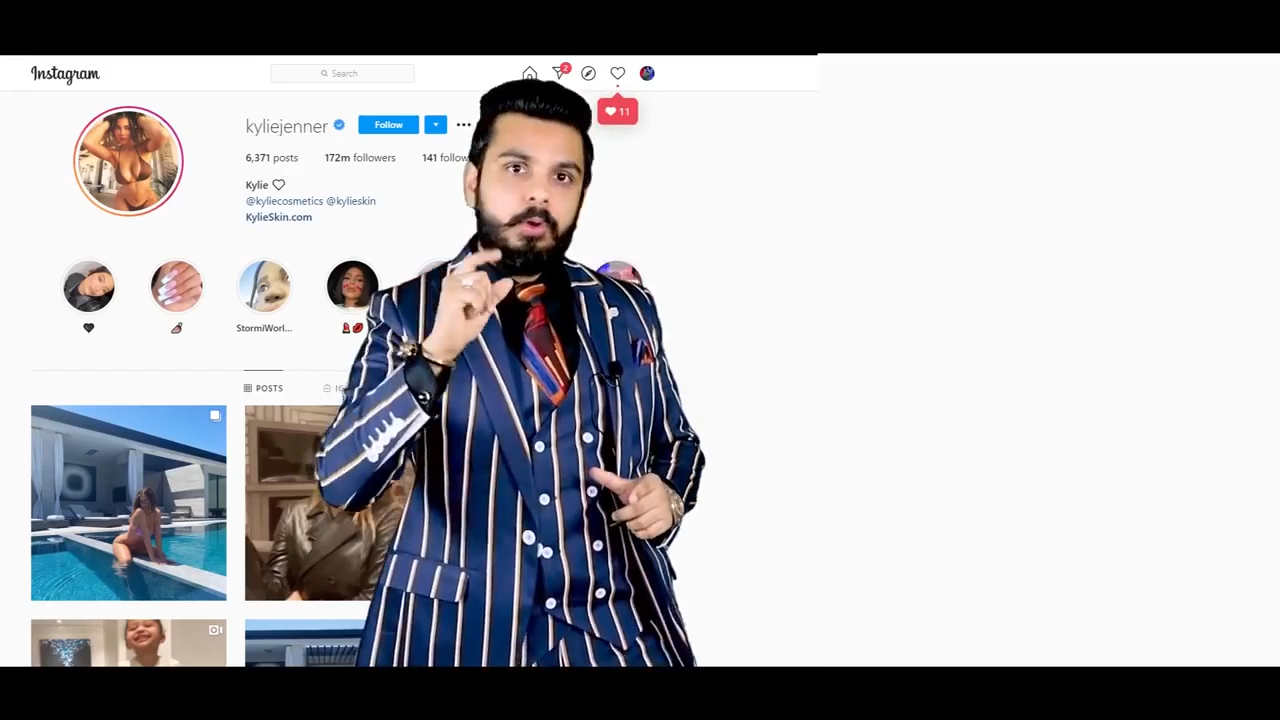 Instagram
Search
2
11
kyliejenner
Follow
6,371 posts 172m followers 141 follow
Kylie ♡
@kyliecosmetics @kylieskin
KylieSkin.com
StormiWorl...
POSTS